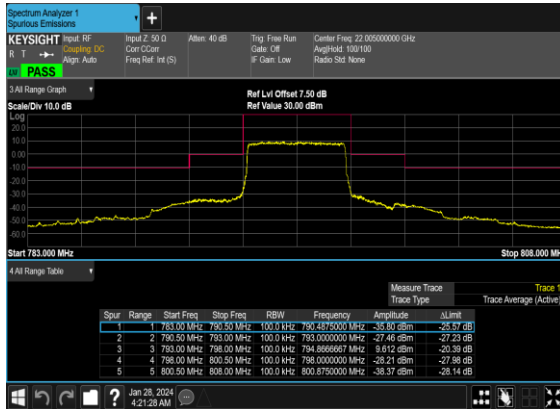 Spectrum Analyzer 1
Spurious Emissions
+
KEYSIGHT Input: RF Input Z: 50 Ω Atten: 40 dB Trig: Free Run Center Freq: 22.005000000 GHz
R T Coupling: DC Corr CCorr Gate: Off Avg|Hold: 100/100
Align: Auto Freq Ref: Int (S) IF Gain: Low Radio Std: None
PASS
3 All Range Graph
Ref Lvl Offset 7.50 dB
Scale/Div 10.0 dB Ref Value 30.00 dBm
Log
20.0
10.0
0.00
-10.0
-20.0
-30.0
-40.0
-50.0
-60.0
Start 783.000 MHz Stop 808.000 MH
4 All Range Table
Measure Trace Trace 1
Trace Type Trace Average (Active)
Spur Range Start Freq Stop Freq RBW Frequency Amplitude ΔLimit
1 1 783.00 MHz 790.50 MHz 100.0 kHz 790.4875000 MHz -35.80 dBm -25.57 dB
2 2 790.50 MHz 793.00 MHz 100.0 kHz 793.0000000 MHz -27.46 dBm -27.23 dB
3 3 793.00 MHz 798.00 MHz 100.0 kHz 794.8666667 MHz 9.612 dBm -20.39 dB
4 4 798.00 MHz 800.50 MHz 100.0 kHz 798.0000000 MHz -28.21 dBm -27.98 dB
5 5 800.50 MHz 808.00 MHz 100.0 kHz 800.8750000 MHz -38.37 dBm -28.14 dB
? Jan 28, 2024
4:21:28 AM